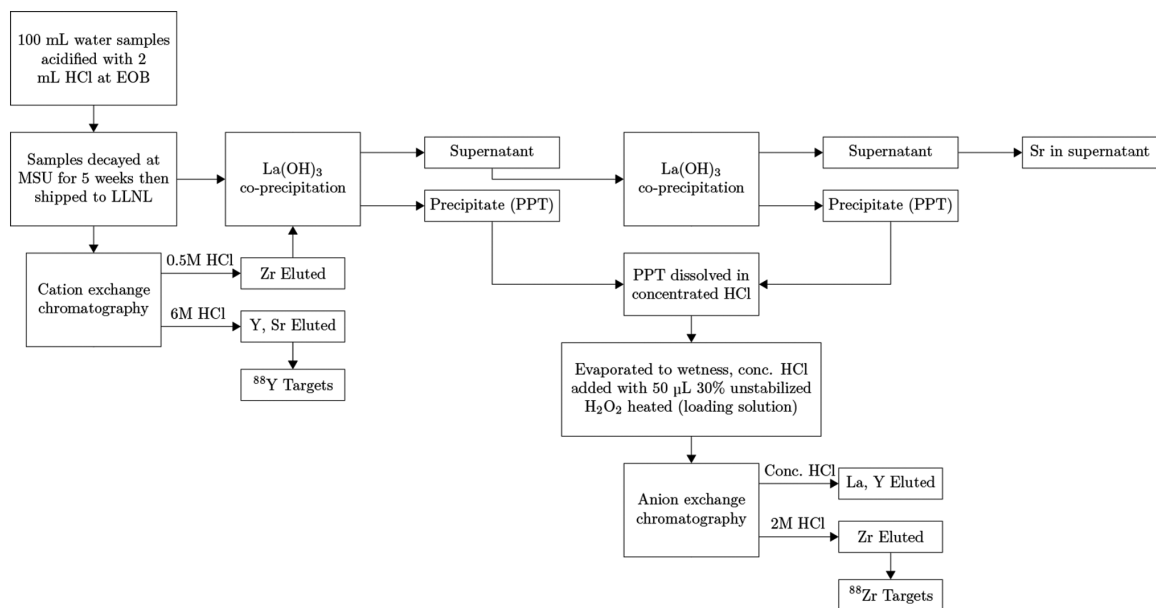 100 mL water samples
acidified with 2
mL HCl at EOB
Samples decayed at
MSU for 5 weeks then
shipped to LLNL
La(OH)₃
co-precipitation
Supernatant
Precipitate (PPT)
La(OH)₃
co-precipitation
Supernatant
Precipitate (PPT)
Sr in supernatant
Cation exchange
chromatography
0.5M HCl
Zr Eluted
6M HCl
Y, Sr Eluted
⁸⁸Y Targets
PPT dissolved in
concentrated HCl
Evaporated to wetness, conc. HCl
added with 50 µL 30% unstabilized
H₂O₂ heated (loading solution)
Anion exchange
chromatography
Conc. HCl
La, Y Eluted
2M HCl
Zr Eluted
⁸⁸Zr Targets